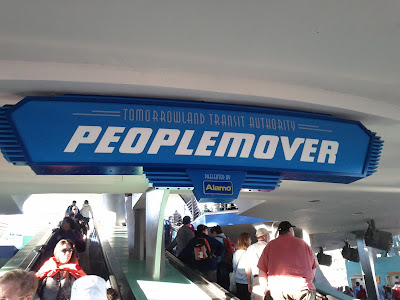 TOMORROWLAND TRANSIT AUTHORITY
PEOPLEMOVER
PRESENTED BY
Alamo